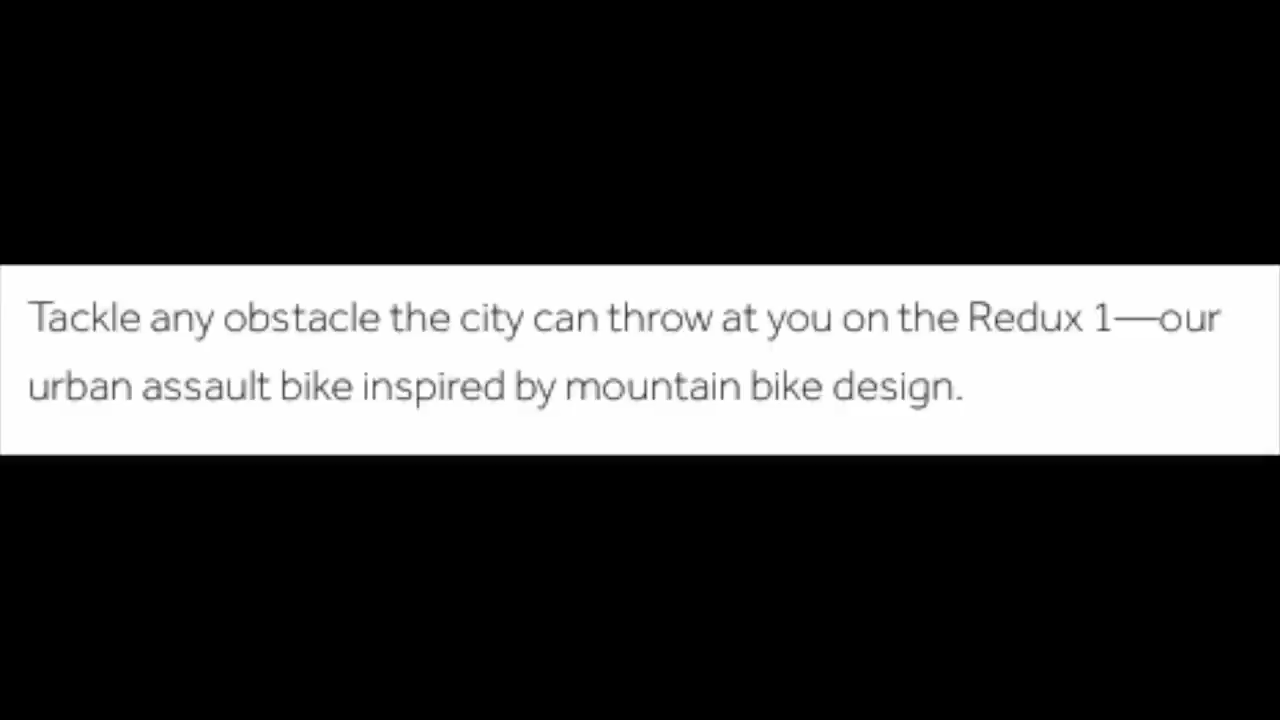 Tackle any obstacle the city can throw at you on the Redux 1—our
urban assault bike inspired by mountain bike design.